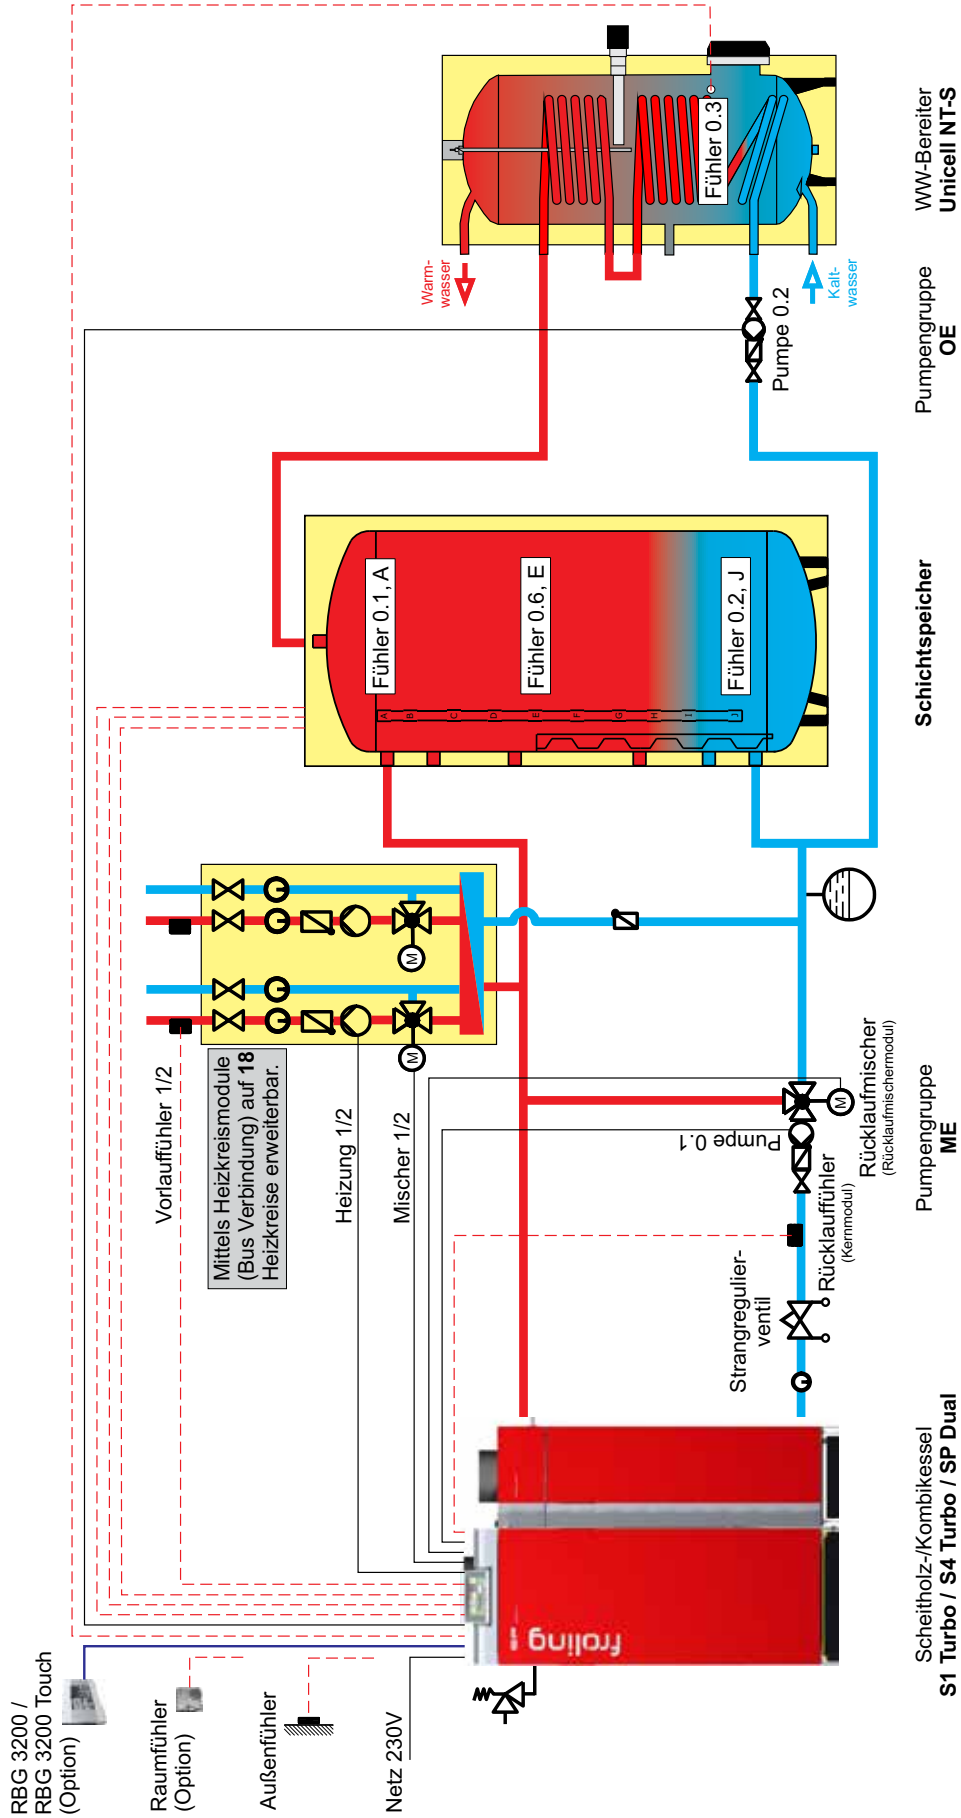 RBG 3200 /
RBG 3200 Touch
(Option)
Raumfühler
(Option)
Außenfühler
Netz 230V
Vorlauffühler 1/2
Mittels Heizkreismodule
(Bus Verbindung) auf 18
Heizkreise erweiterbar.
Heizung 1/2
Mischer 1/2
M
M
froling
Strangregulier-
ventil
Rücklauffühler
(Kernmodul)
Pumpe 0.1
M
Rücklaufmischer
(Rücklaufmischermodul)
Fühler 0.1, A
Fühler 0.6, E
Fühler 0.2, J
A
B
C
D
E
F
G
H
I
J
Warm-
wasser
Kalt-
wasser
Pumpe 0.2
Fühler 0.3
Scheitholz-/Kombikessel
S1 Turbo / S4 Turbo / SP Dual
Pumpengruppe
ME
Schichtspeicher
Pumpengruppe
OE
WW-Bereiter
Unicell NT-S